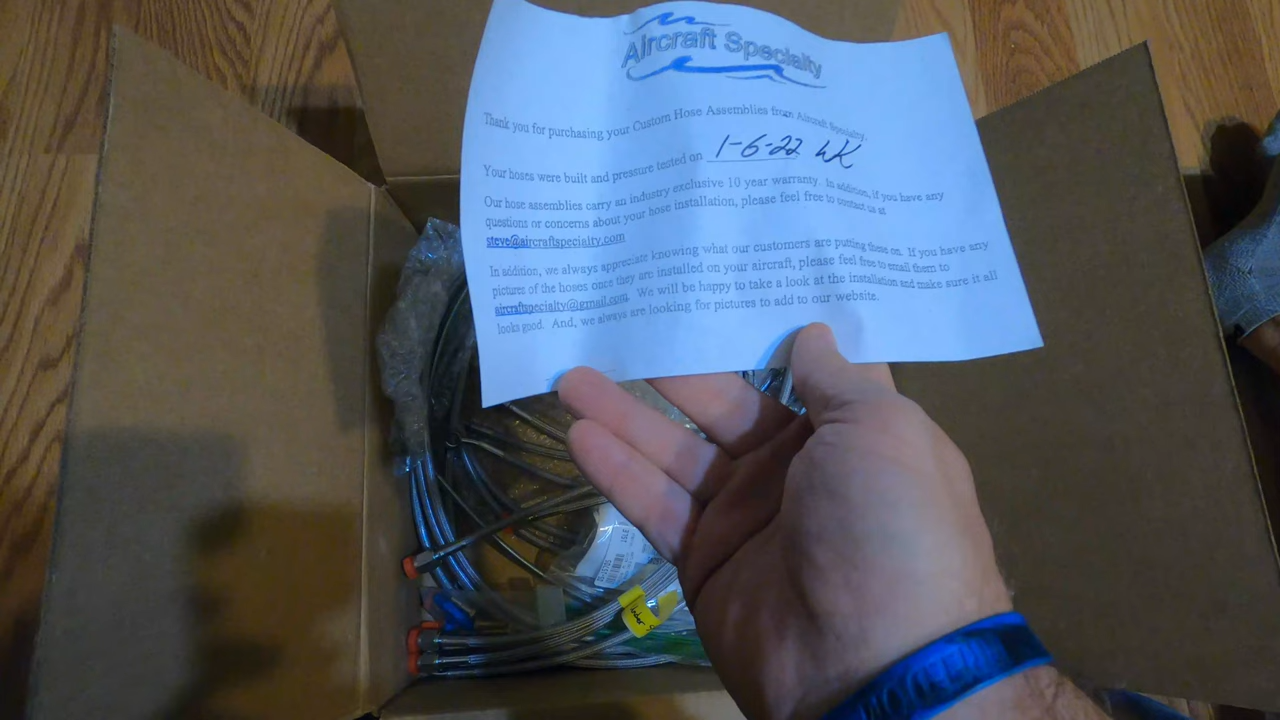 Aircraft Specialty
Thank you for purchasing your Custom Hose Assemblies from Aircraft Specialty.
Your hoses were built and pressure tested on 1-6-22 WK
Our hose assemblies carry an industry exclusive 10 year warranty. In addition, if you have any
questions or concerns about your hose installation, please feel free to contact us at
steve@aircraftspecialty.com
In addition, we always appreciate knowing what our customers are putting these on. If you have any
pictures of the hoses once they are installed on your aircraft, please feel free to email them to
aircraftspecialty@gmail.com. We will be happy to take a look at the installation and make sure it all
looks good. And, we always are looking for pictures to add to our website.
Under